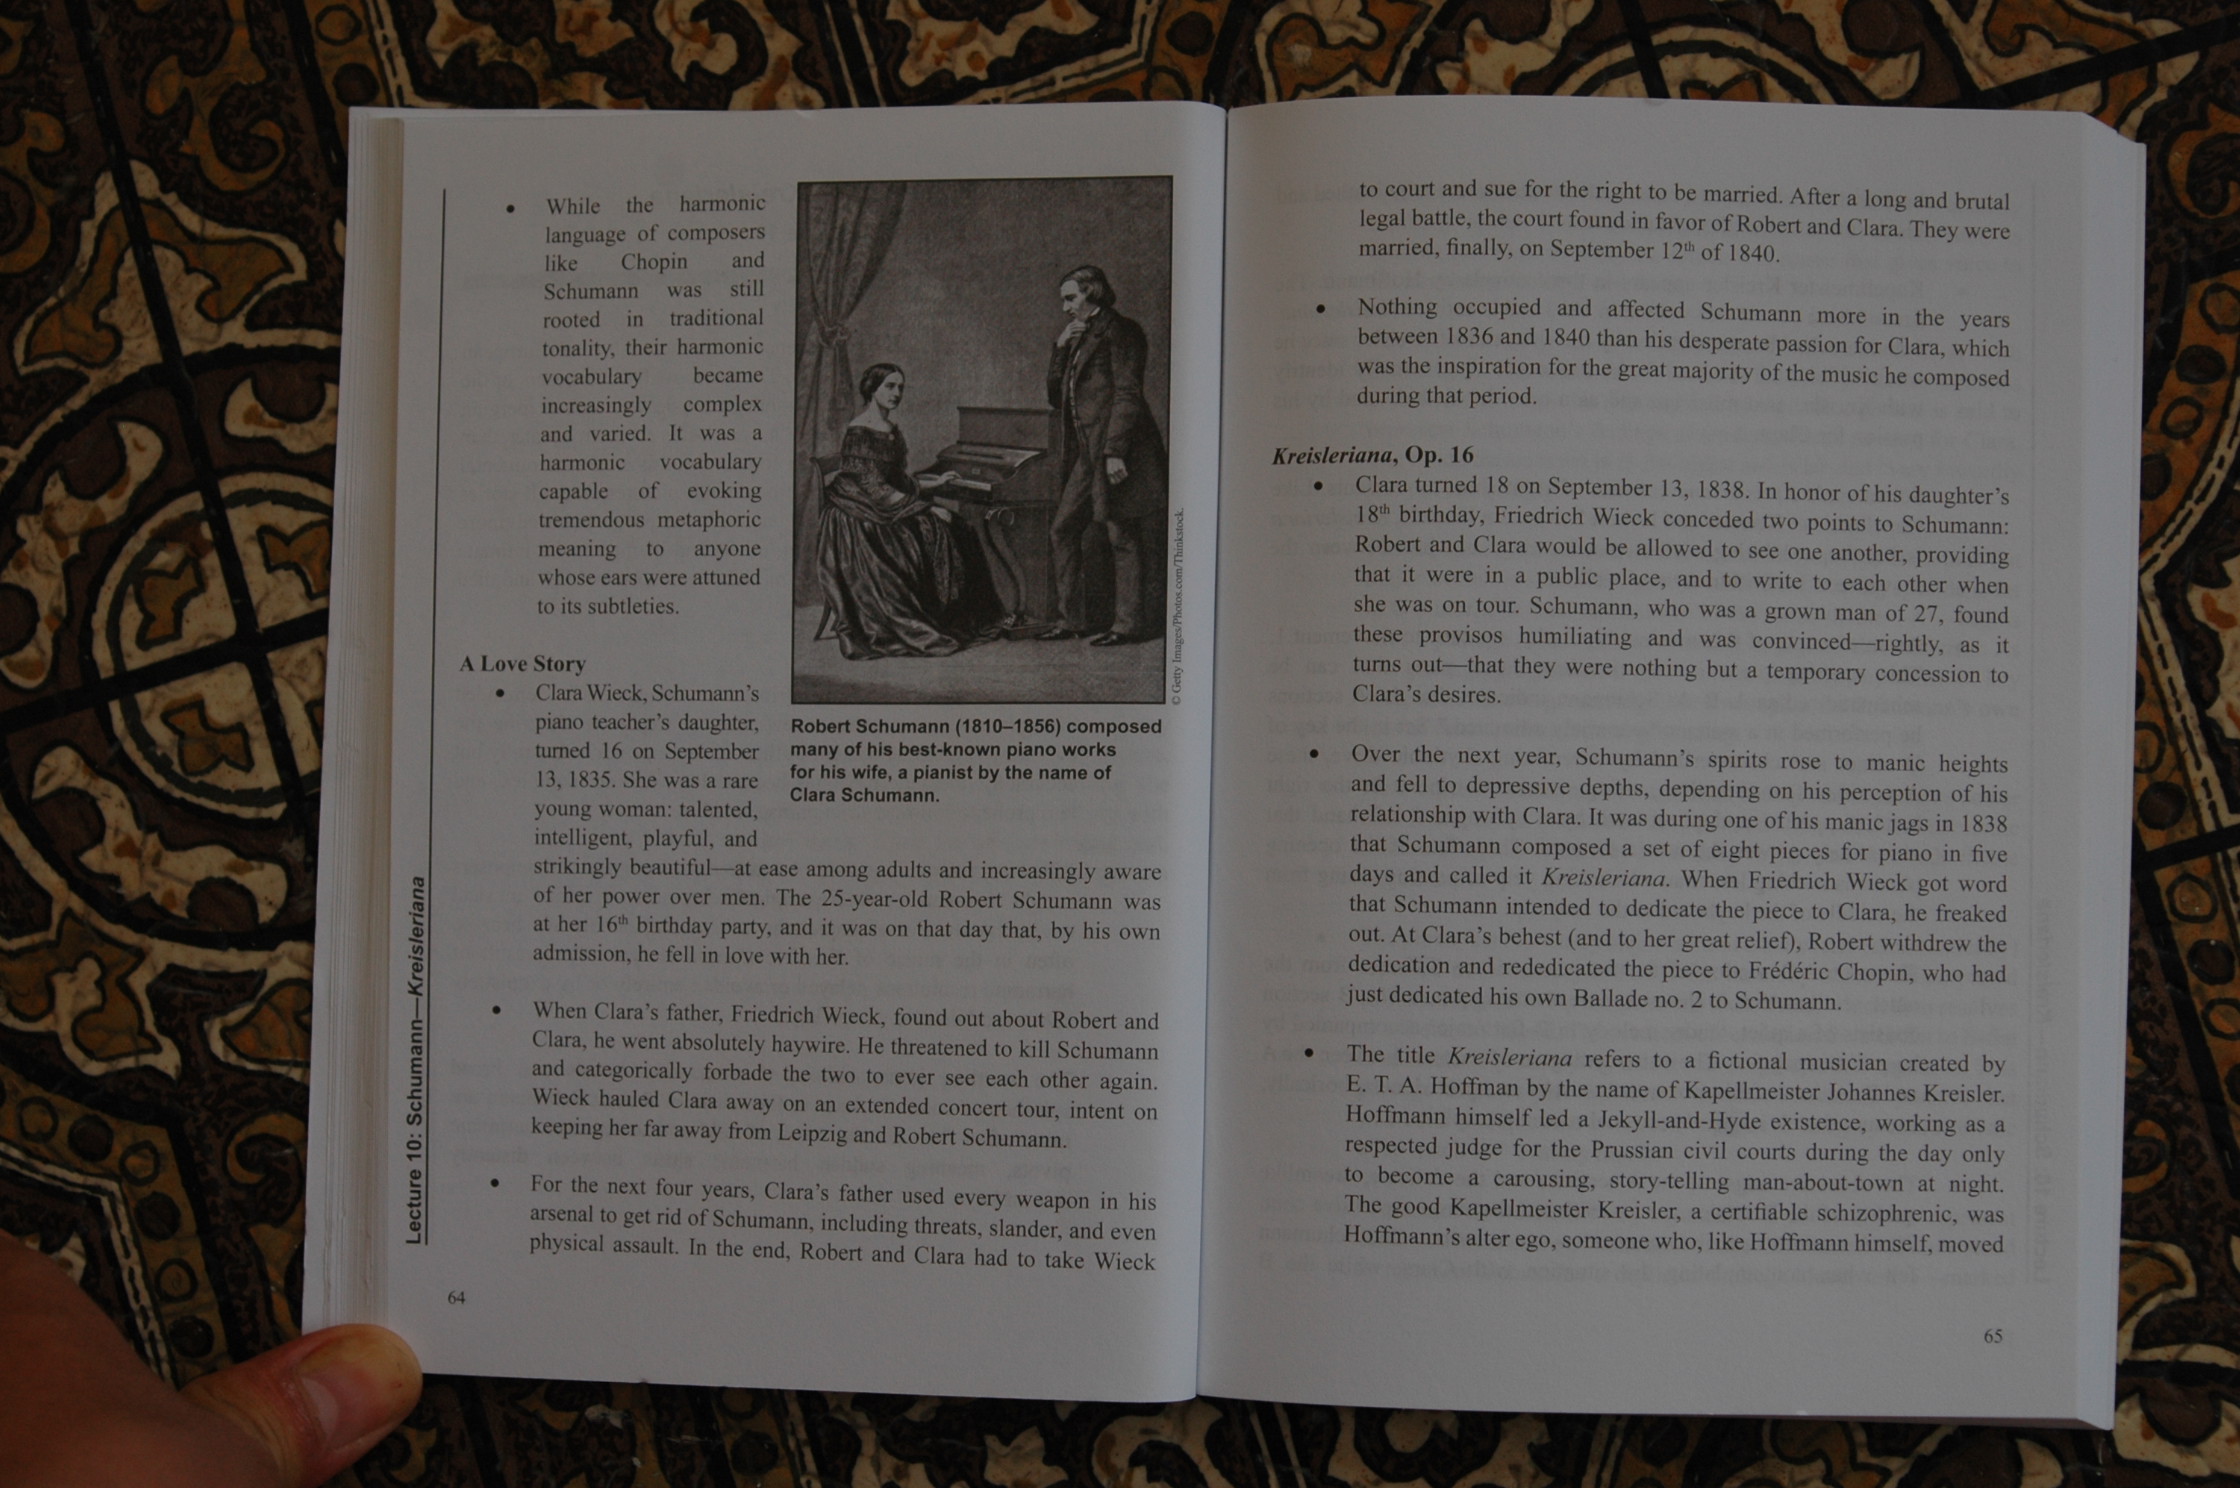 While the harmonic
language of composers
like Chopin and
Schumann was still
rooted in traditional
tonality, their harmonic
vocabulary became
increasingly complex
and varied. It was a
harmonic vocabulary
capable of evoking
tremendous metaphoric
meaning to anyone
whose ears were attuned
to its subtleties.
© Getty Images/Photos.com/Thinkstock.
Robert Schumann (1810–1856) composed
many of his best-known piano works
for his wife, a pianist by the name of
Clara Schumann.
A Love Story
• Clara Wieck, Schumann's
piano teacher's daughter,
turned 16 on September
13, 1835. She was a rare
young woman: talented,
intelligent, playful, and
strikingly beautiful—at ease among adults and increasingly aware
of her power over men. The 25-year-old Robert Schumann was
at her 16th birthday party, and it was on that day that, by his own
admission, he fell in love with her.
• When Clara's father, Friedrich Wieck, found out about Robert and
Clara, he went absolutely haywire. He threatened to kill Schumann
and categorically forbade the two to ever see each other again.
Wieck hauled Clara away on an extended concert tour, intent on
keeping her far away from Leipzig and Robert Schumann.
• For the next four years, Clara's father used every weapon in his
arsenal to get rid of Schumann, including threats, slander, and even
physical assault. In the end, Robert and Clara had to take Wieck
Lecture 10: Schumann—Kreisleriana
64
to court and sue for the right to be married. After a long and brutal
legal battle, the court found in favor of Robert and Clara. They were
married, finally, on September 12th of 1840.
• Nothing occupied and affected Schumann more in the years
between 1836 and 1840 than his desperate passion for Clara, which
was the inspiration for the great majority of the music he composed
during that period.
Kreisleriana, Op. 16
• Clara turned 18 on September 13, 1838. In honor of his daughter's
18th birthday, Friedrich Wieck conceded two points to Schumann:
Robert and Clara would be allowed to see one another, providing
that it were in a public place, and to write to each other when
she was on tour. Schumann, who was a grown man of 27, found
these provisos humiliating and was convinced—rightly, as it
turns out—that they were nothing but a temporary concession to
Clara's desires.
• Over the next year, Schumann's spirits rose to manic heights
and fell to depressive depths, depending on his perception of his
relationship with Clara. It was during one of his manic jags in 1838
that Schumann composed a set of eight pieces for piano in five
days and called it Kreisleriana. When Friedrich Wieck got word
that Schumann intended to dedicate the piece to Clara, he freaked
out. At Clara's behest (and to her great relief), Robert withdrew the
dedication and rededicated the piece to Frédéric Chopin, who had
just dedicated his own Ballade no. 2 to Schumann.
• The title Kreisleriana refers to a fictional musician created by
E. T. A. Hoffman by the name of Kapellmeister Johannes Kreisler.
Hoffmann himself led a Jekyll-and-Hyde existence, working as a
respected judge for the Prussian civil courts during the day only
to become a carousing, story-telling man-about-town at night.
The good Kapellmeister Kreisler, a certifiable schizophrenic, was
Hoffmann's alter ego, someone who, like Hoffmann himself, moved
65